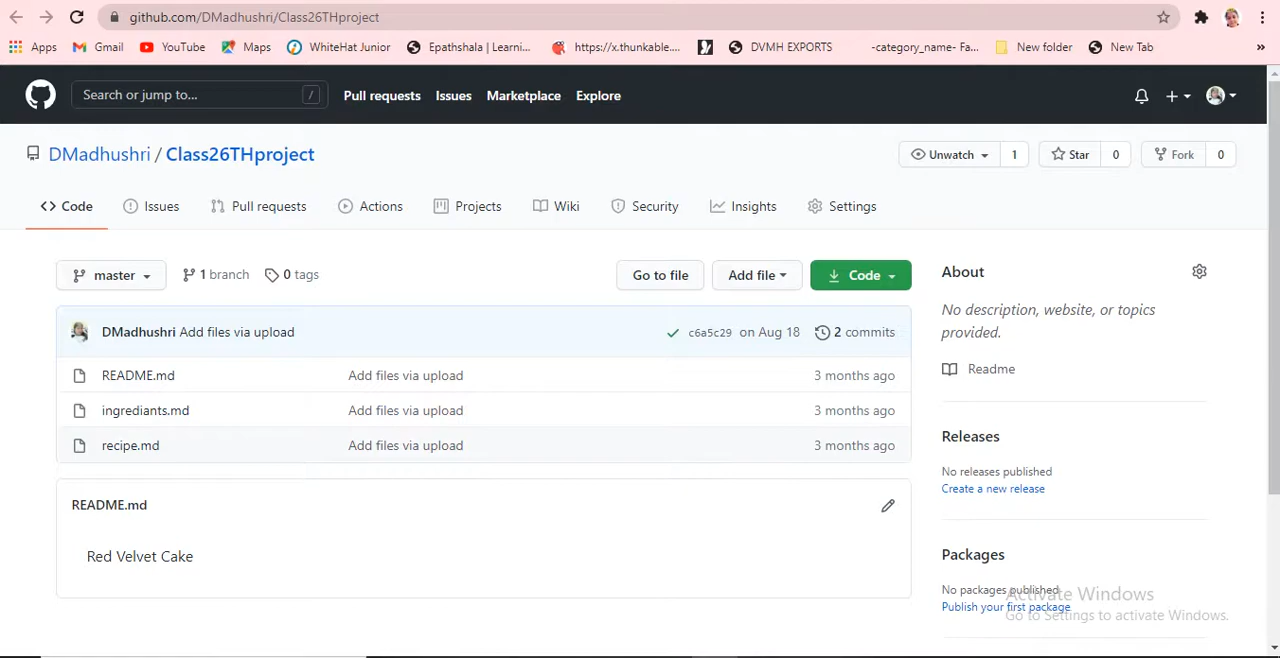 github.com/DMadhushri/Class26THproject
Apps Gmail YouTube Maps WhiteHat Junior Epathshala | Learni... https://x.thunkable.... DVMH EXPORTS -category_name- Fa... New folder New Tab »
Search or jump to... / Pull requests Issues Marketplace Explore
DMadhushri / Class26THproject Unwatch 1 Star 0 Fork 0
<> Code Issues Pull requests Actions Projects Wiki Security Insights Settings
master 1 branch 0 tags Go to file Add file Code
About
No description, website, or topics
provided.
Readme
DMadhushri Add files via upload c6a5c29 on Aug 18 2 commits
README.md Add files via upload 3 months ago
ingrediants.md Add files via upload 3 months ago
recipe.md Add files via upload 3 months ago
Releases
No releases published
Create a new release
README.md
Red Velvet Cake
Packages
No packages published
Publish your first package
Activate Windows
Go to Settings to activate Windows.